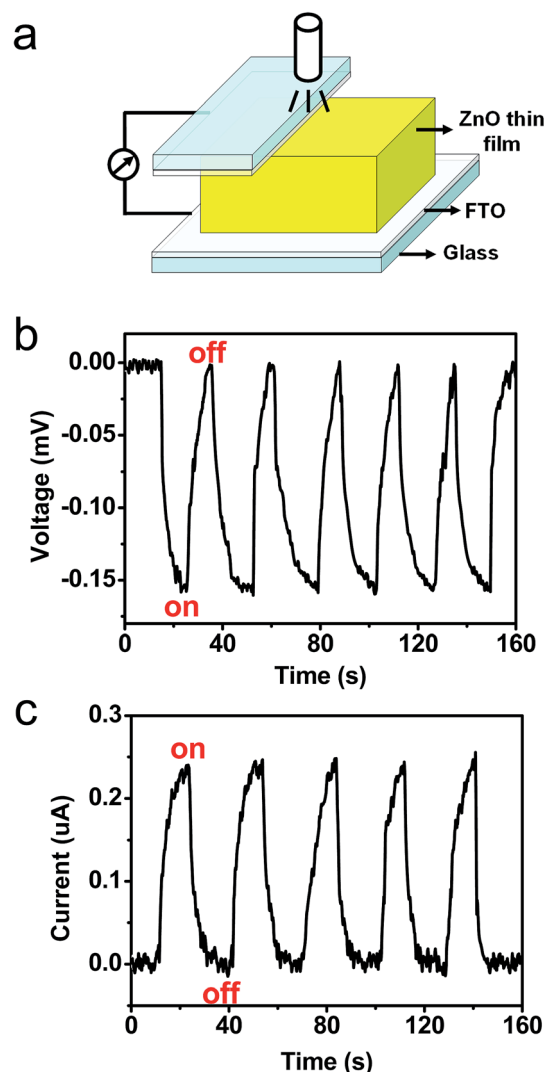 a
ZnO thin
film
FTO
Glass
b
off
0.00
-0.05
-0.10
-0.15
Voltage (mV)
on
0 40 80 120 160
Time (s)
c
0.3
on
0.2
0.1
0.0
Current (uA)
off
0 40 80 120 160
Time (s)